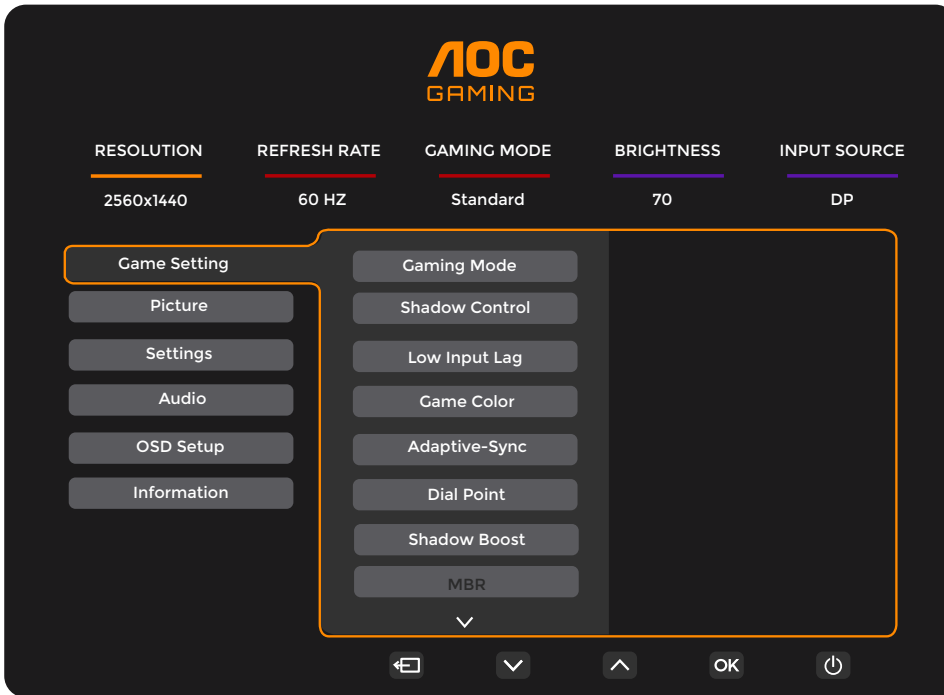 AOC
GAMING
RESOLUTION REFRESH RATE GAMING MODE BRIGHTNESS INPUT SOURCE
2560x1440 60 HZ Standard 70 DP
Game Setting
Picture
Settings
Audio
OSD Setup
Information
Gaming Mode
Shadow Control
Low Input Lag
Game Color
Adaptive-Sync
Dial Point
Shadow Boost
MBR
OK